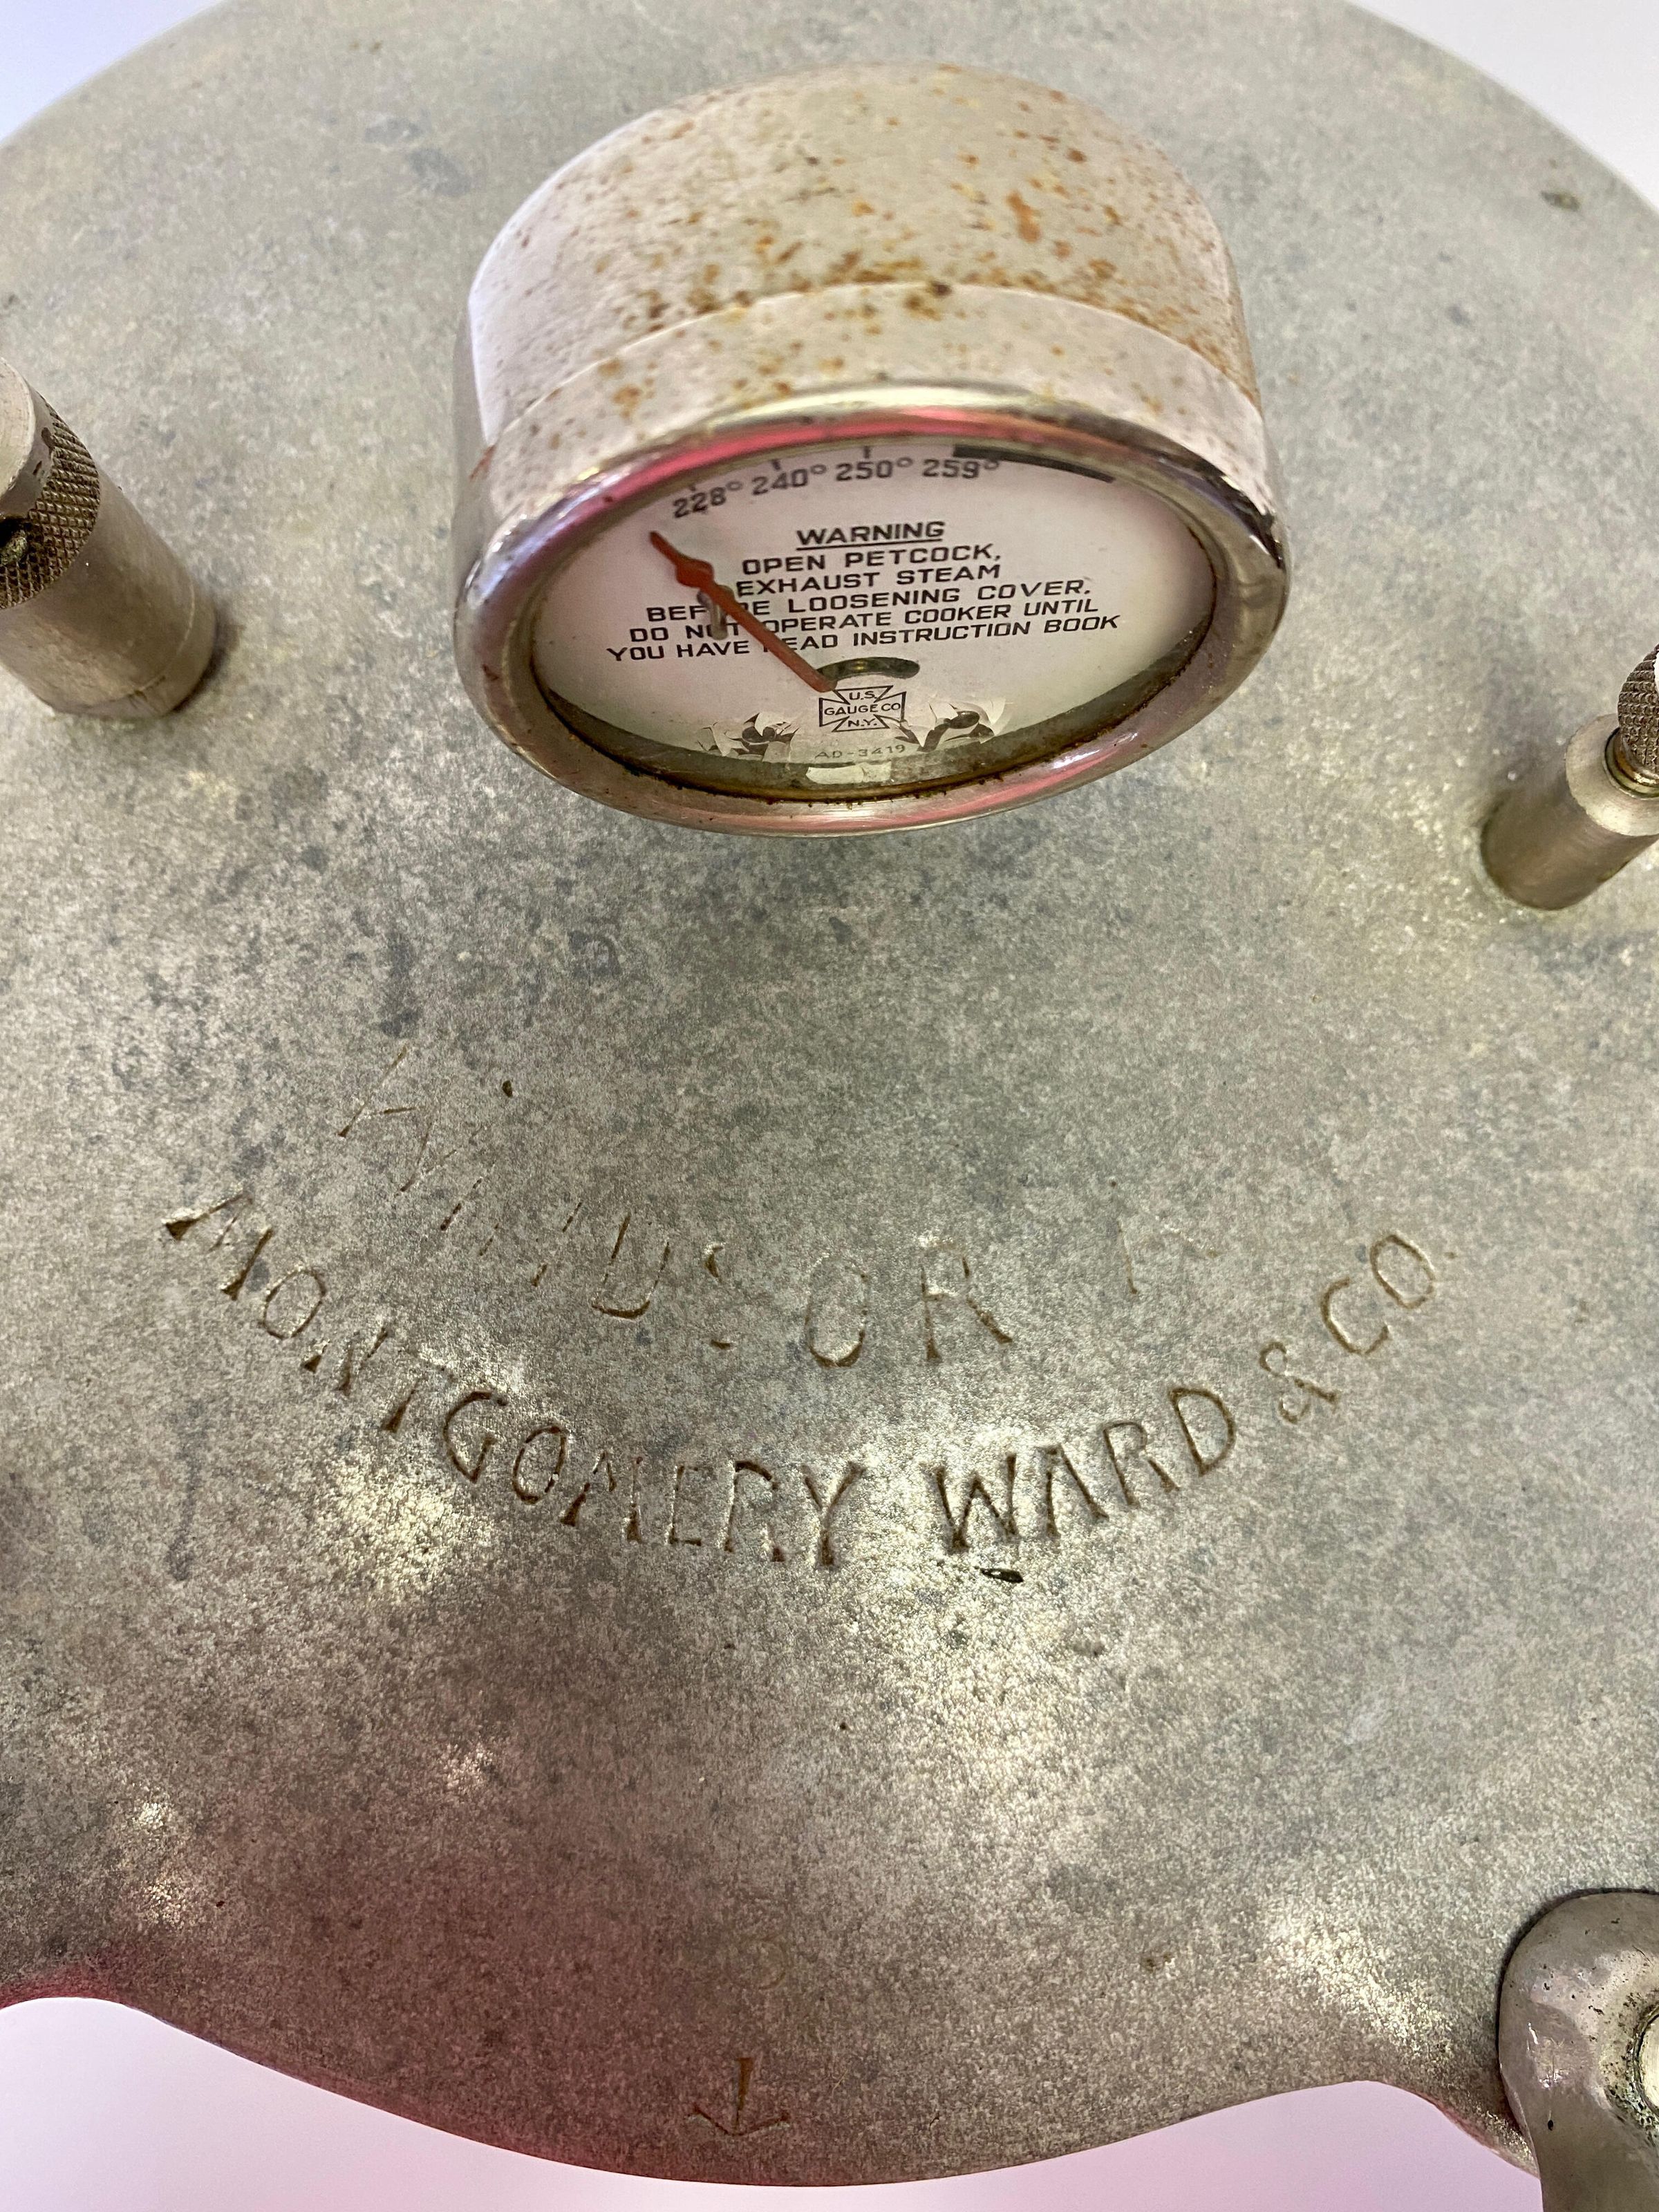 228° 240° 250° 259°
WARNING
OPEN PETCOCK,
EXHAUST STEAM
BEFORE LOOSENING COVER.
DO NOT OPERATE COOKER UNTIL
YOU HAVE READ INSTRUCTION BOOK
U.S.
GAUGE CO
N.Y.
AD-3419
MONTGOMERY WARD & CO.